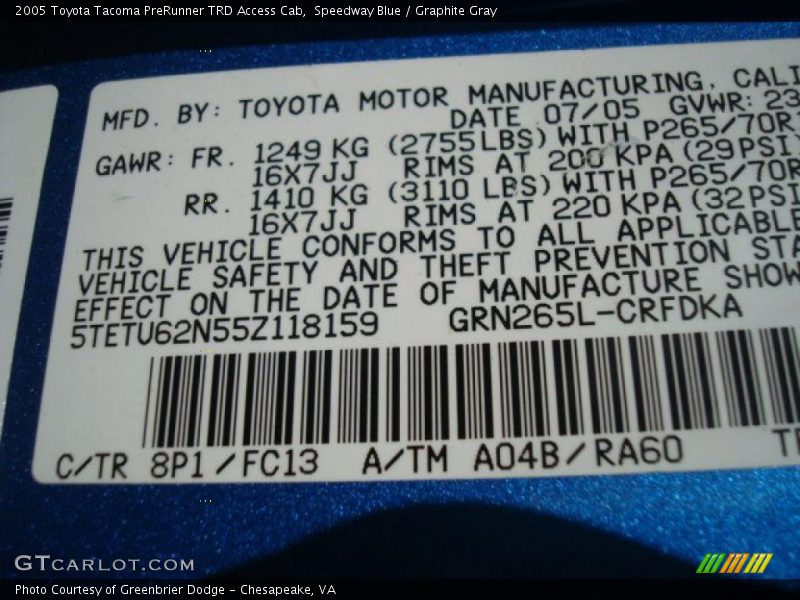 2005 Toyota Tacoma PreRunner TRD Access Cab, Speedway Blue / Graphite Gray
MFD. BY: TOYOTA MOTOR MANUFACTURING, CALI
DATE 07/05 GVWR: 23
GAWR: FR. 1249 KG (2755LBS) WITH P265/70R
16X7JJ RIMS AT 200 KPA (29PSI)
RR. 1410 KG (3110 LBS) WITH P265/70R
16X7JJ RIMS AT 220 KPA (32PSI
THIS VEHICLE CONFORMS TO ALL APPLICABLE
VEHICLE SAFETY AND THEFT PREVENTION STA
EFFECT ON THE DATE OF MANUFACTURE SHOW
5TETU62N55Z118159 GRN265L-CRFDKA
C/TR 8P1/FC13 A/TM A04B/RA60 TR
GTCARLOT.COM
Photo Courtesy of Greenbrier Dodge - Chesapeake, VA